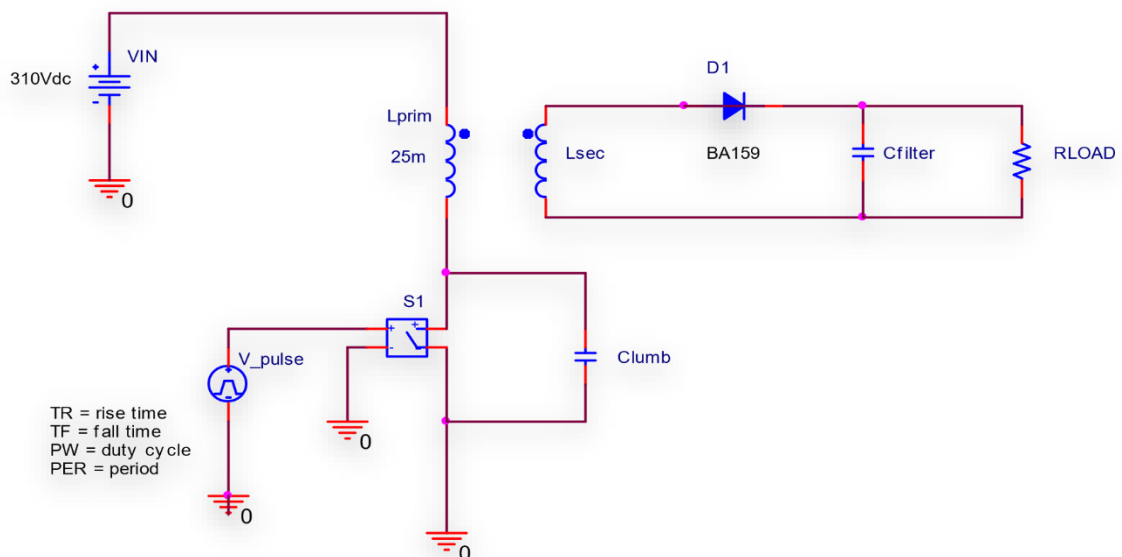 VIN
310Vdc
0
Lprim
25m
Lsec
D1
BA159
Cfilter
RLOAD
S1
V_pulse
0
Clumb
TR = rise time
TF = fall time
PW = duty cycle
PER = period
0
0